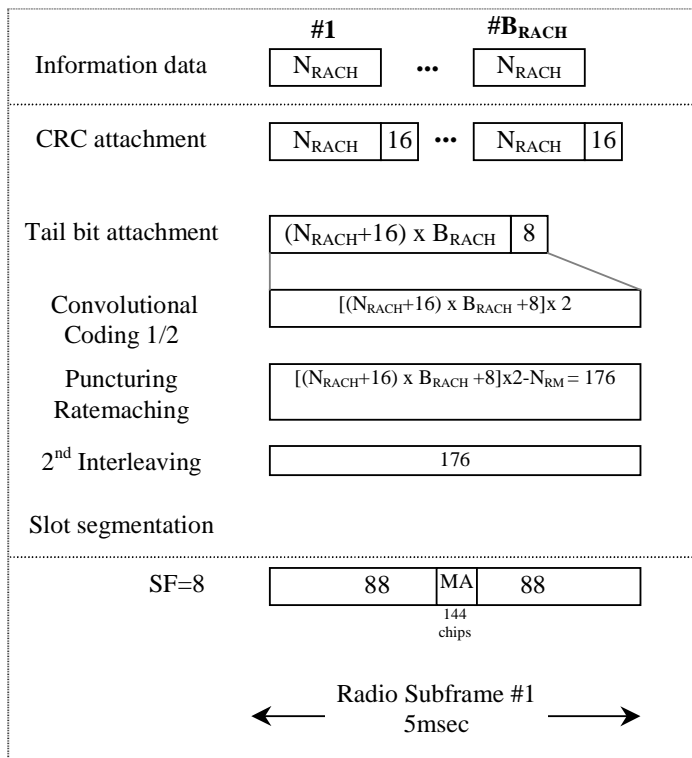 #1 #B_RACH
Information data N_RACH ... N_RACH
CRC attachment N_RACH 16 ... N_RACH 16
Tail bit attachment (N_RACH+16) x B_RACH 8
Convolutional
Coding 1/2
[(N_RACH+16) x B_RACH +8]x 2
Puncturing
Ratemaching
[(N_RACH+16) x B_RACH +8]x2-N_RM = 176
2nd Interleaving 176
Slot segmentation
SF=8 88 MA 88
144
chips
Radio Subframe #1
5msec